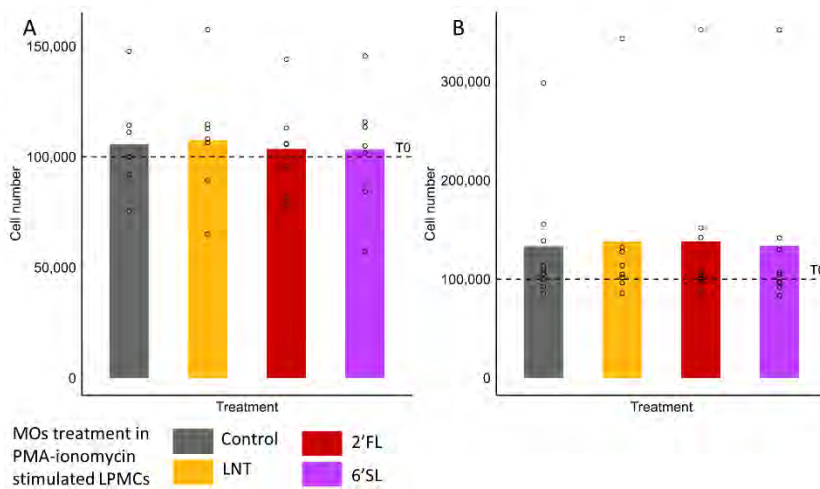 A
B
150,000
100,000
50,000
0
Cell number
T0
Treatment
300,000
200,000
100,000
0
Cell number
T0
Treatment
MOs treatment in
PMA-ionomycin
stimulated LPMCs
Control
LNT
2'FL
6'SL